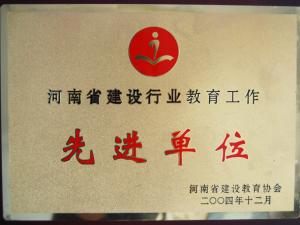 河南省建设行业教育工作
先进单位
河南省建设教育协会
二〇〇四年十二月